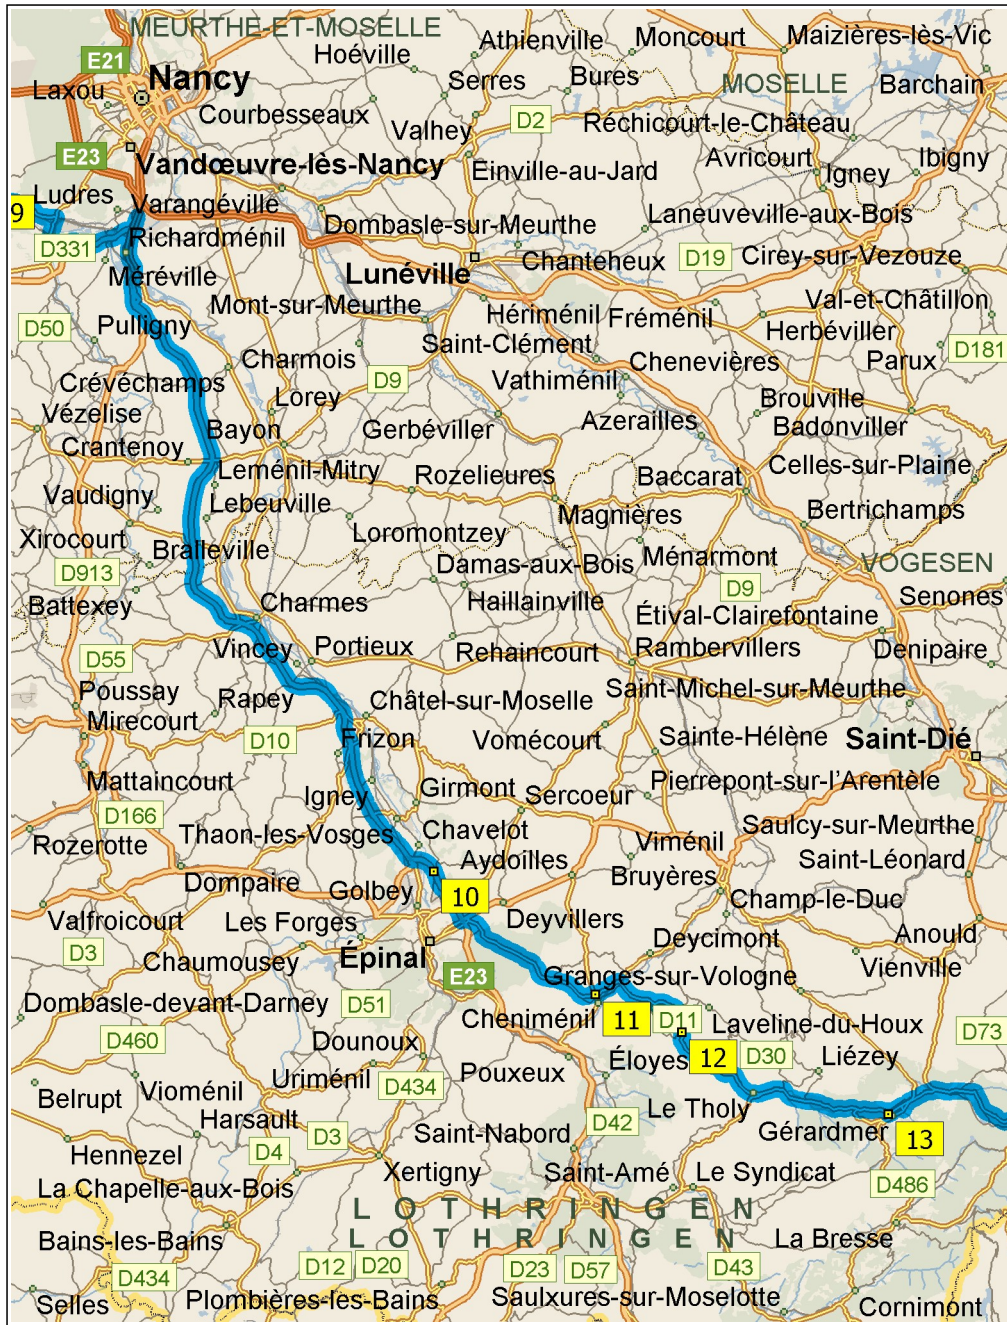 MEURTHE-ET-MOSELLE
Hoéville
Athienville
Moncourt
Maizières-lès-Vic
E21
Nancy
Serres
Bures
MOSELLE
Barchain
Laxou
Courbesseaux
Valhey
D2
Réchicourt-le-Château
E23
Vandœuvre-lès-Nancy
Einville-au-Jard
Avricourt
Igney
Ibigny
Ludres
Varangéville
9
Dombasle-sur-Meurthe
Laneuveville-aux-Bois
D331
Richardménil
Lunéville
Chanteheux
D19
Cirey-sur-Vezouze
Méréville
Mont-sur-Meurthe
Hériménil
Fréménil
Val-et-Châtillon
Herbéviller
D50
Pulligny
Charmois
Saint-Clément
Chenevières
Parux
D181
Crévéchamps
D9
Vathiménil
Brouville
Vézelise
Lorey
Gerbéviller
Azerailles
Badonviller
Crantenoy
Bayon
Leménil-Mitry
Rozelieures
Baccarat
Celles-sur-Plaine
Vaudigny
Lebeuville
Magnières
Bertrichamps
Xirocourt
Bralleville
Loromontzey
Ménarmont
VOGESEN
D913
Damas-aux-Bois
D9
Senones
Battexey
Charmes
Haillainville
Étival-Clairefontaine
D55
Vincey
Portieux
Rehaincourt
Rambervillers
Denipaire
Poussay
Rapey
Châtel-sur-Moselle
Saint-Michel-sur-Meurthe
Mirecourt
D10
Frizon
Vomécourt
Sainte-Hélène
Saint-Dié
Mattaincourt
Igney
Girmont
Sercoeur
Pierrepont-sur-l'Arentèle
D166
Rozerotte
Thaon-les-Vosges
Chavelot
Viménil
Saulcy-sur-Meurthe
Dompaire
Golbey
10
Aydoilles
Bruyères
Saint-Léonard
Valfroicourt
Les Forges
Deyvillers
Champ-le-Duc
D3
Chaumousey
Épinal
E23
Deycimont
Anould
Vienville
Granges-sur-Vologne
Dombasle-devant-Darney
D51
Cheniménil
11
D11
Laveline-du-Houx
D73
D460
Dounoux
Éloyes
12
D30
Liézey
Belrupt
Vioménil
Uriménil
D434
Pouxeux
Le Tholy
Harsault
D3
D42
Gérardmer
13
Hennezel
D4
Saint-Nabord
Xertigny
Saint-Amé
Le Syndicat
D486
La Chapelle-aux-Bois
LOTHRINGEN
LOTHRINGEN
Bains-les-Bains
La Bresse
D434
D12
D20
D23
D57
D43
Selles
Plombières-les-Bains
Saulxures-sur-Moselotte
Cornimont